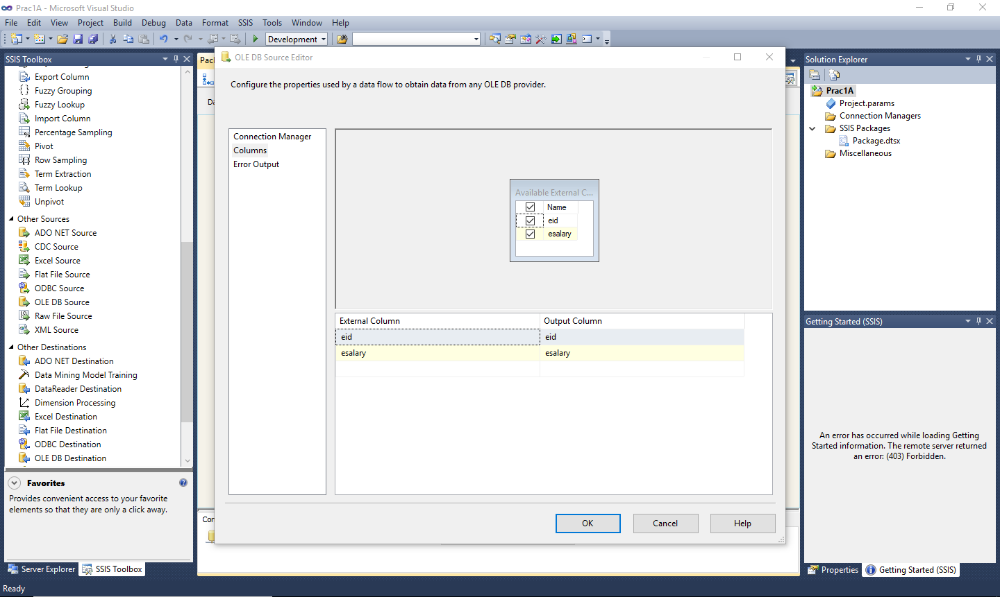 Prac1A - Microsoft Visual Studio
File Edit View Project Build Debug Data Format SSIS Tools Window Help
Development
SSIS Toolbox
Export Column
Fuzzy Grouping
Fuzzy Lookup
Import Column
Percentage Sampling
Pivot
Row Sampling
Term Extraction
Term Lookup
Unpivot
Other Sources
ADO NET Source
CDC Source
Excel Source
Flat File Source
ODBC Source
OLE DB Source
Raw File Source
XML Source
Other Destinations
ADO NET Destination
Data Mining Model Training
DataReader Destination
Dimension Processing
Excel Destination
Flat File Destination
ODBC Destination
OLE DB Destination
Favorites
Provides convenient access to your favorite
elements so that they are only a click away.
Server Explorer
SSIS Toolbox
Ready
OLE DB Source Editor
Configure the properties used by a data flow to obtain data from any OLE DB provider.
Connection Manager
Columns
Error Output
Available External C...
Name
eid
esalary
External Column Output Column
eid eid
esalary esalary
OK Cancel Help
Solution Explorer
Prac1A
Project.params
Connection Managers
SSIS Packages
Package.dtsx
Miscellaneous
Getting Started (SSIS)
An error has occurred while loading Getting
Started information. The remote server returned
an error: (403) Forbidden.
Properties
Getting Started (SSIS)